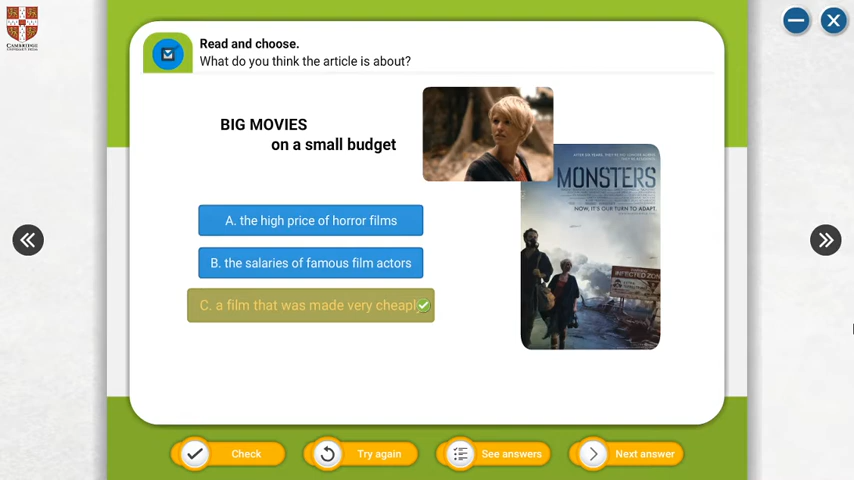 CAMBRIDGE
Read and choose.
What do you think the article is about?
BIG MOVIES
on a small budget
MONSTERS
NOW, IT'S OUR TURN TO ADAPT.
INFECTED ZONE
A. the high price of horror films
B. the salaries of famous film actors
C. a film that was made very cheapl
Check
Try again
See answers
Next answer